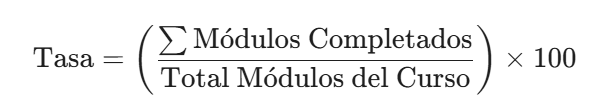 Tasa = (∑ Módulos Completados / Total Módulos del Curso) × 100